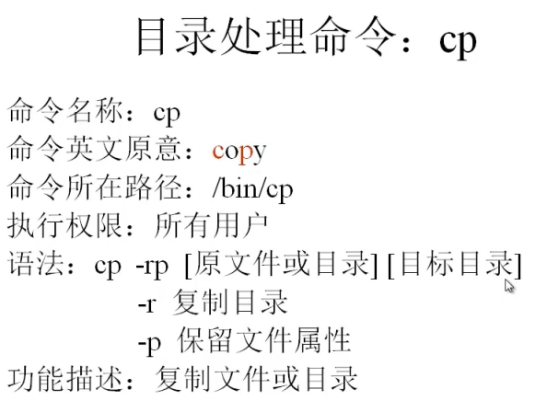 目录处理命令：cp
命令名称：cp
命令英文原意：copy
命令所在路径：/bin/cp
执行权限：所有用户
语法：cp -rp [原文件或目录] [目标目录]
-r 复制目录
-p 保留文件属性
功能描述：复制文件或目录